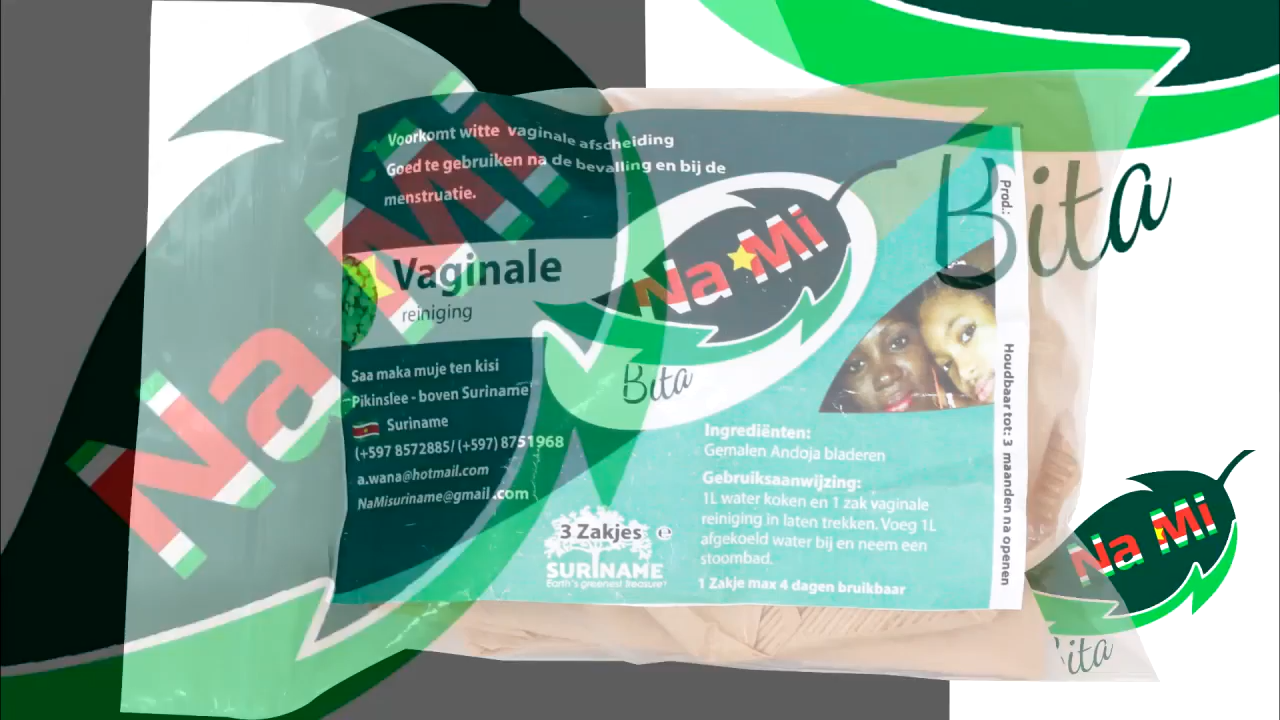 Voorkomt witte vaginale afscheiding
Goed te gebruiken na de bevalling en bij de
menstruatie.
Vaginale
reiniging
Saa maka muje ten kisi
Pikinslee - boven Suriname
Suriname
(+597 8572885/ (+597) 8751968
a.wana@hotmail.com
NaMisuriname@gmail.com
Na Mi
Bita
3 Zakjes ℮
SURINAME
Earth's greenest treasure
Ingrediënten:
Gemalen Andoja bladeren
Gebruiksaanwijzing:
1L water koken en 1 zak vaginale
reiniging in laten trekken. Voeg 1L
afgekoeld water bij en neem een
stoombad.
1 Zakje max 4 dagen bruikbaar
Prod.:
Houdbaar tot: 3 maanden na openen
Na Mi
Bita
Na Mi
Bita